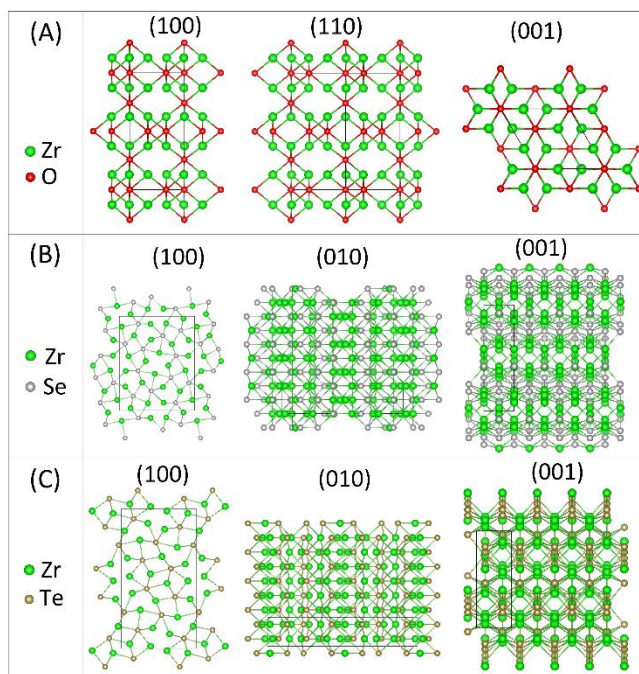 (A) (100) (110) (001)
Zr
O
(B) (100) (010) (001)
Zr
Se
(C) (100) (010) (001)
Zr
Te